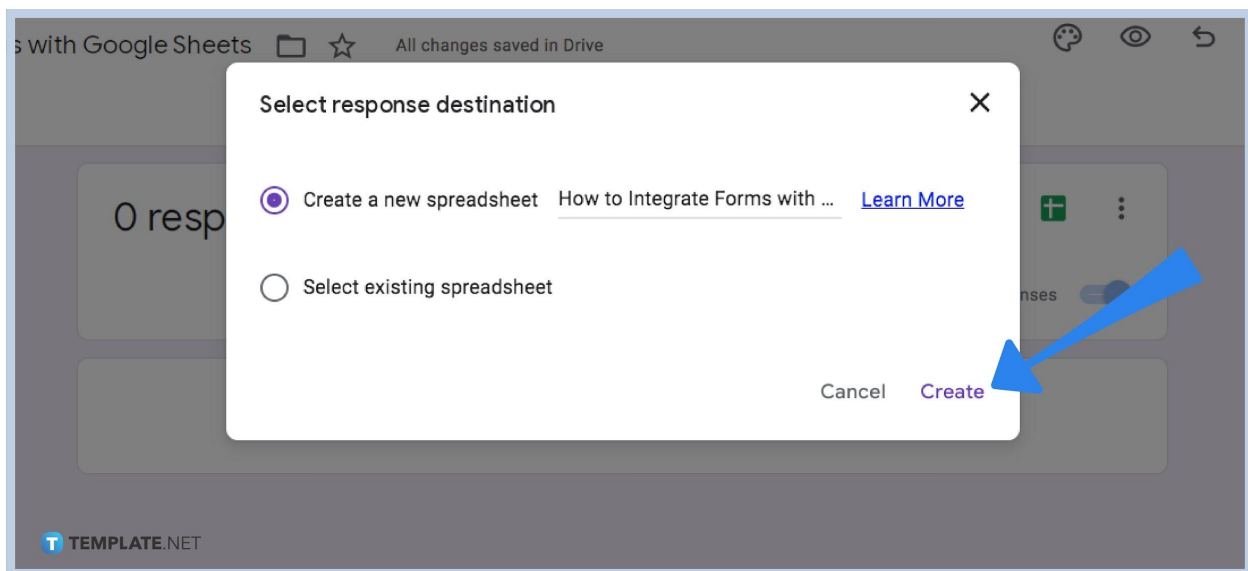 s with Google Sheets All changes saved in Drive
Select response destination
Create a new spreadsheet How to Integrate Forms with ... Learn More
0 resp
Select existing spreadsheet
nses
Cancel Create
T TEMPLATE.NET